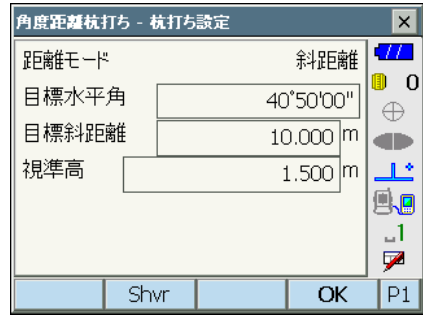 角度距離杭打ち - 杭打ち設定
距離モード 斜距離
目標水平角 40°50'00"
目標斜距離 10.000 m
視準高 1.500 m
0
1
Shvr OK P1